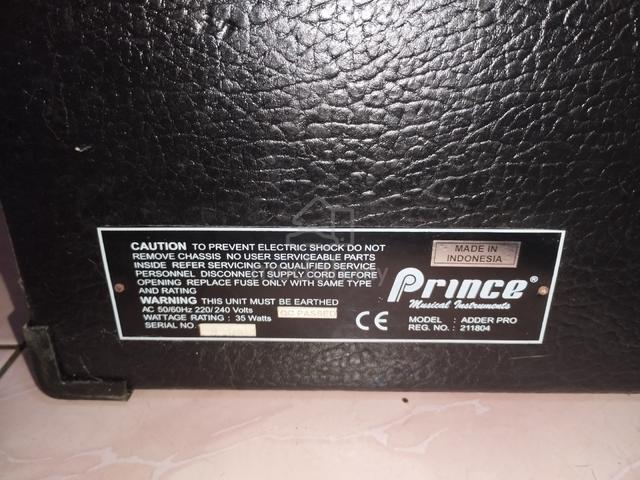 CAUTION TO PREVENT ELECTRIC SHOCK DO NOT
REMOVE CHASSIS NO USER SERVICEABLE PARTS
INSIDE REFER SERVICING TO QUALIFIED SERVICE
PERSONNEL DISCONNECT SUPPLY CORD BEFORE
OPENING REPLACE FUSE ONLY WITH SAME TYPE
AND RATING
WARNING THIS UNIT MUST BE EARTHED
AC 50/60Hz 220/240 Volts
QC PASSED
WATTAGE RATING : 35 Watts
SERIAL NO.
MADE IN
INDONESIA
Prince®
Musical Instruments
CE
MODEL : ADDER PRO
REG. NO. : 211804